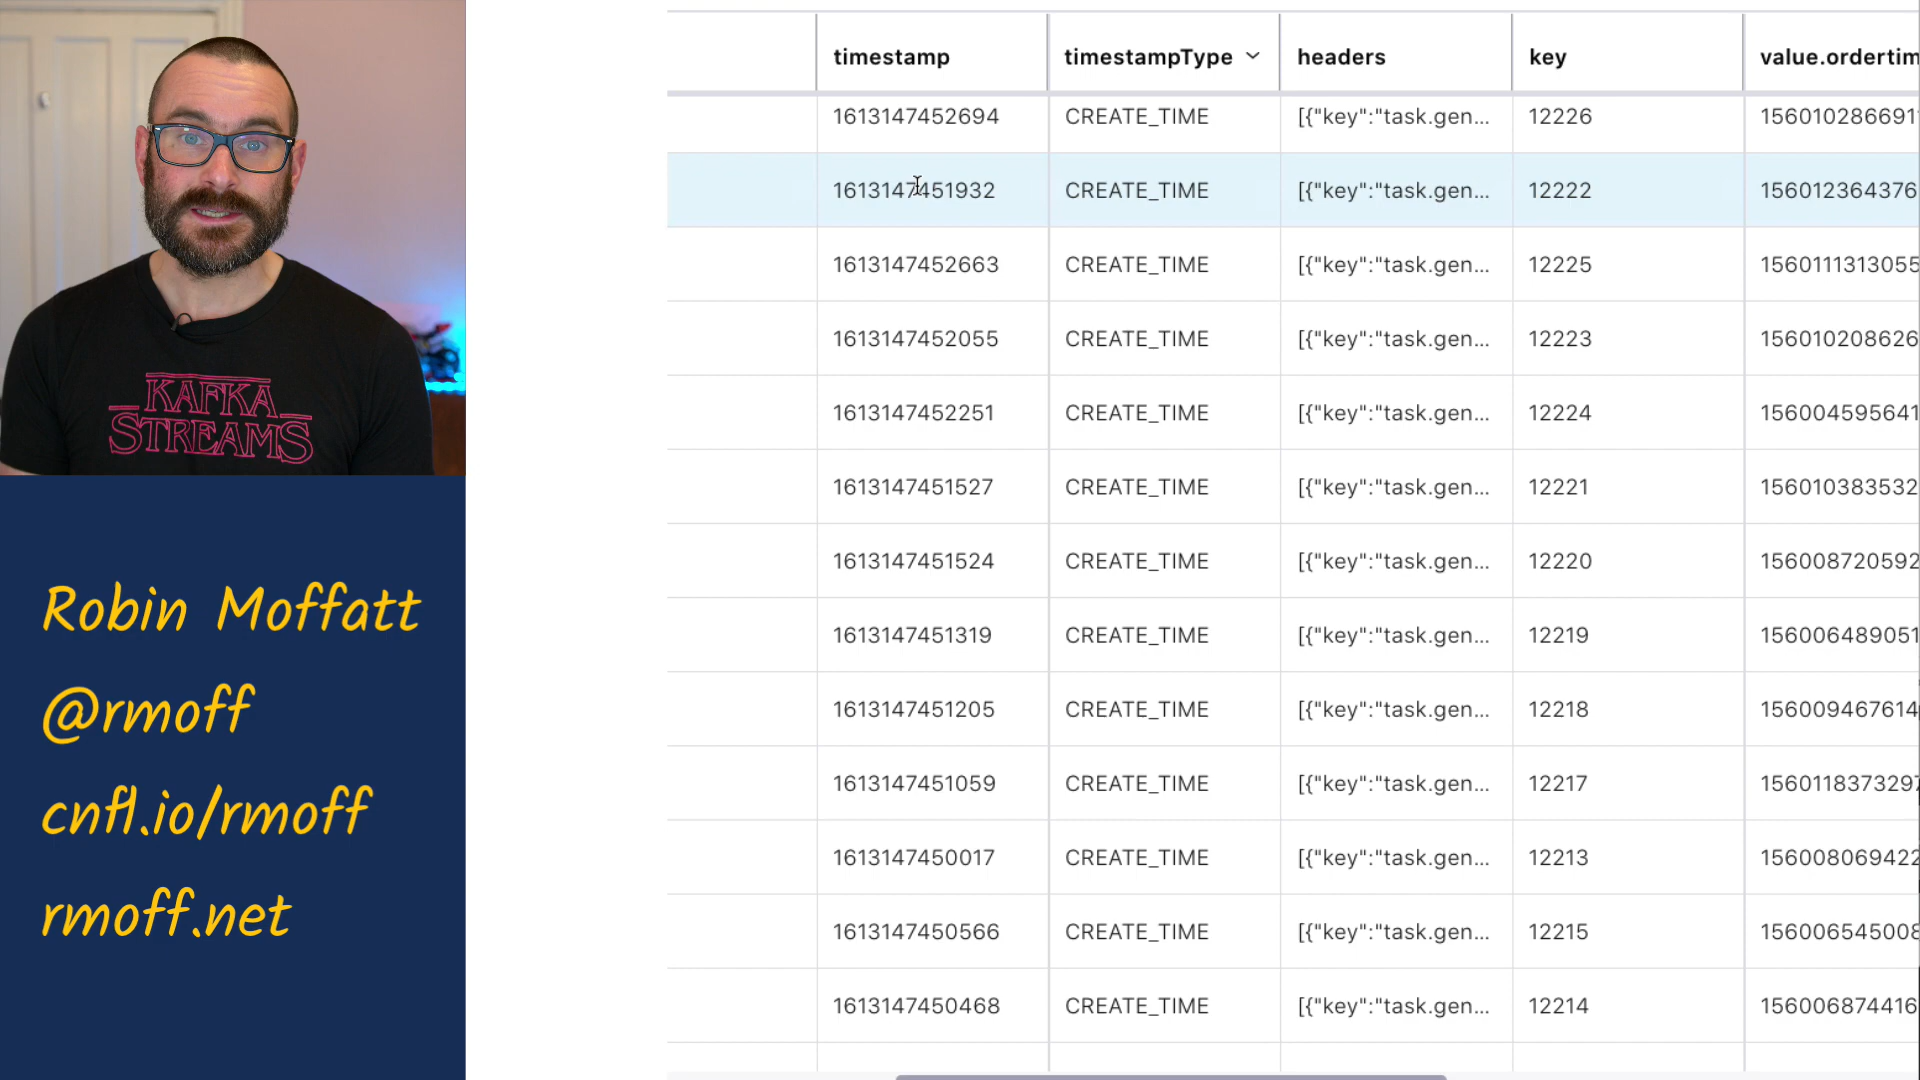 KAFKA
STREAMS
Robin Moffatt
@rmoff
cnfl.io/rmoff
rmoff.net
timestamp timestampType headers key value.ordertim
1613147452694 CREATE_TIME [{"key":"task.gen... 12226 1560102866911
1613147451932 CREATE_TIME [{"key":"task.gen... 12222 156012364376
1613147452663 CREATE_TIME [{"key":"task.gen... 12225 1560111313055
1613147452055 CREATE_TIME [{"key":"task.gen... 12223 156010208626
1613147452251 CREATE_TIME [{"key":"task.gen... 12224 156004595641
1613147451527 CREATE_TIME [{"key":"task.gen... 12221 156010383532
1613147451524 CREATE_TIME [{"key":"task.gen... 12220 156008720592
1613147451319 CREATE_TIME [{"key":"task.gen... 12219 156006489051
1613147451205 CREATE_TIME [{"key":"task.gen... 12218 156009467614
1613147451059 CREATE_TIME [{"key":"task.gen... 12217 1560118373297
1613147450017 CREATE_TIME [{"key":"task.gen... 12213 156008069422
1613147450566 CREATE_TIME [{"key":"task.gen... 12215 156006545008
1613147450468 CREATE_TIME [{"key":"task.gen... 12214 156006874416